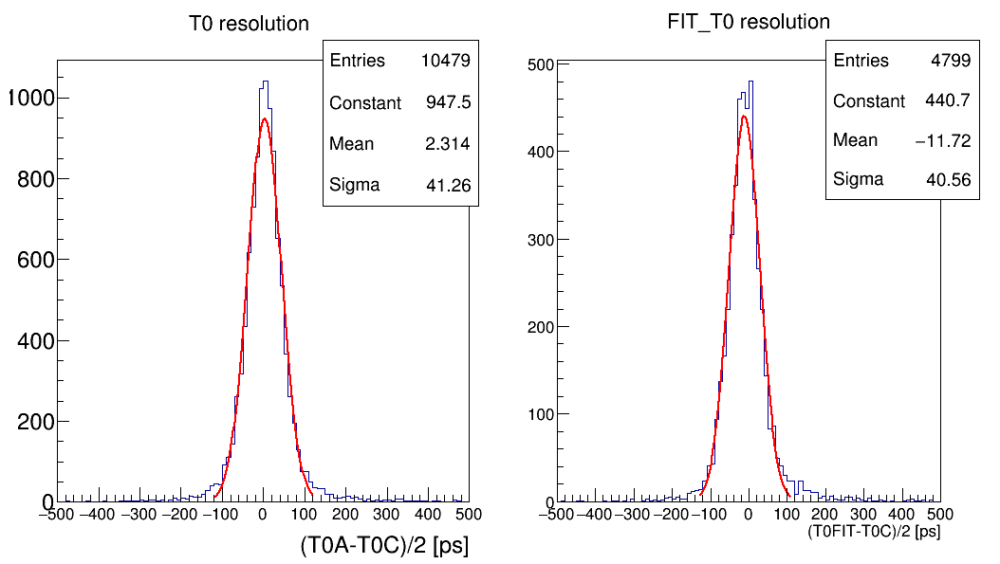 T0 resolution
Entries 10479
Constant 947.5
Mean 2.314
Sigma 41.26
1000
800
600
400
200
0
−500 −400 −300 −200 −100 0 100 200 300 400 500
(T0A-T0C)/2 [ps]
FIT_T0 resolution
Entries 4799
Constant 440.7
Mean −11.72
Sigma 40.56
500
400
300
200
100
0
−500 −400 −300 −200 −100 0 100 200 300 400 500
(T0FIT-T0C)/2 [ps]